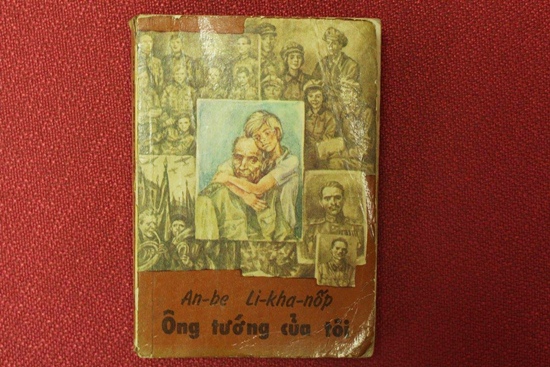 An-be Li-kha-nốp
Ông tướng của tôi